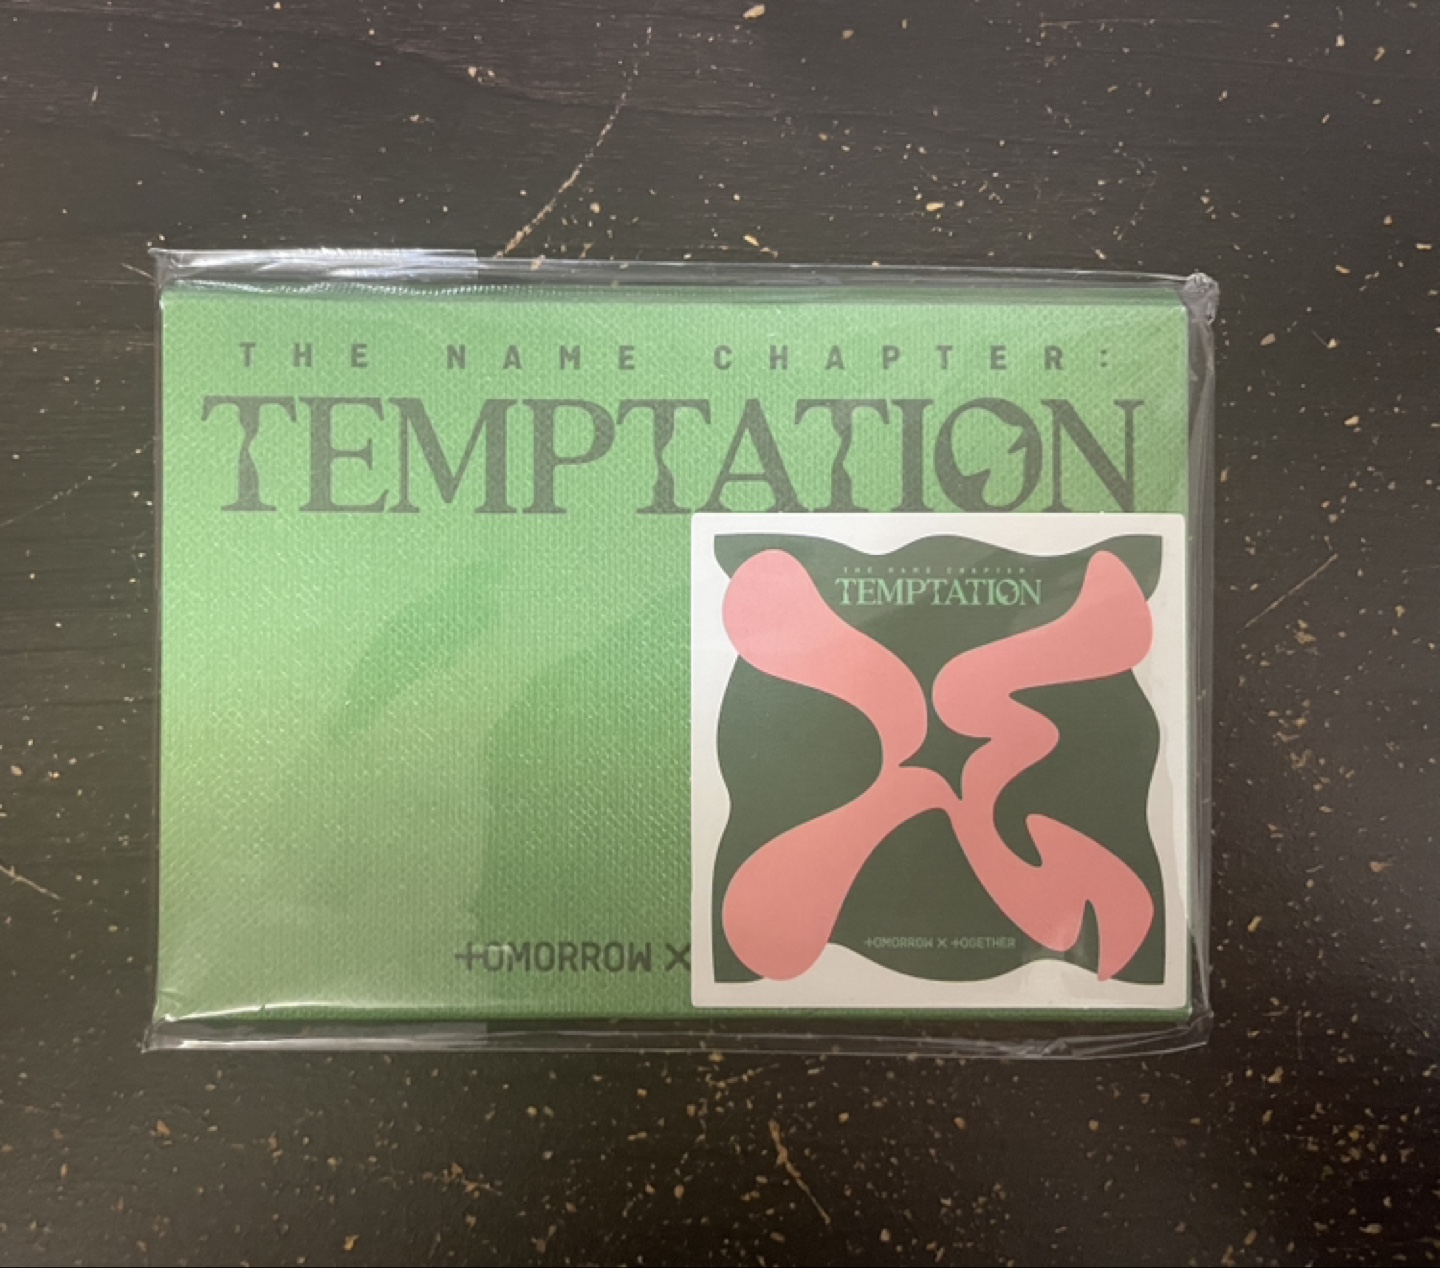 THE NAME CHAPTER:
TEMPTATION
THE NAME CHAPTER:
TEMPTATION
TOMORROW X TOGETHER
TOMORROW X